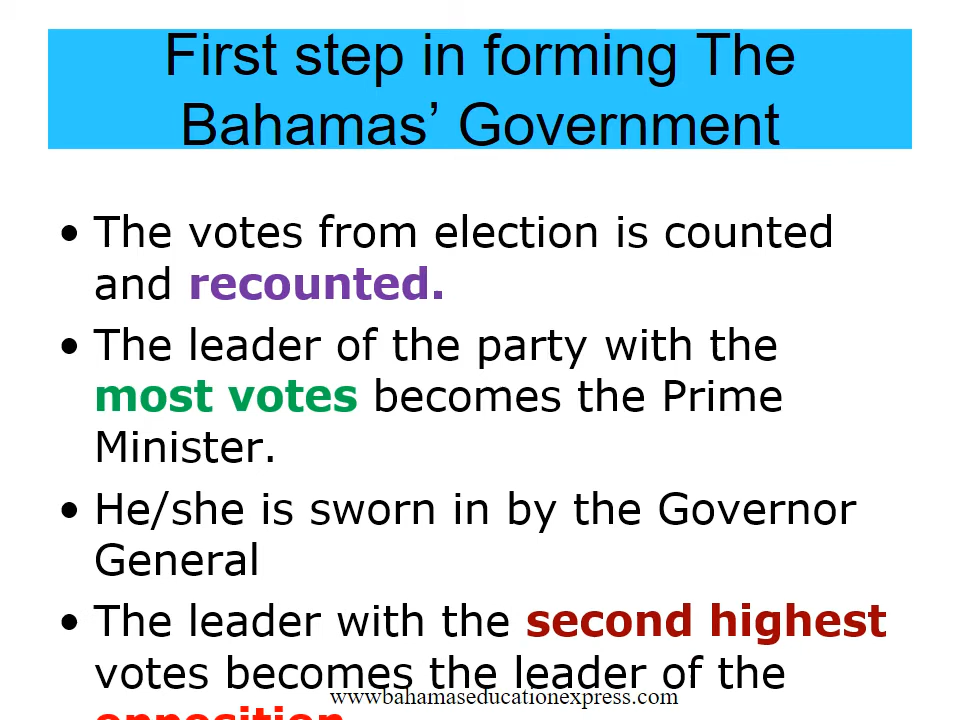 First step in forming The
Bahamas’ Government
• The votes from election is counted
and recounted.
• The leader of the party with the
most votes becomes the Prime
Minister.
• He/she is sworn in by the Governor
General
• The leader with the second highest
votes becomes the leader of the
opposition
www.bahamaseducationexpress.com